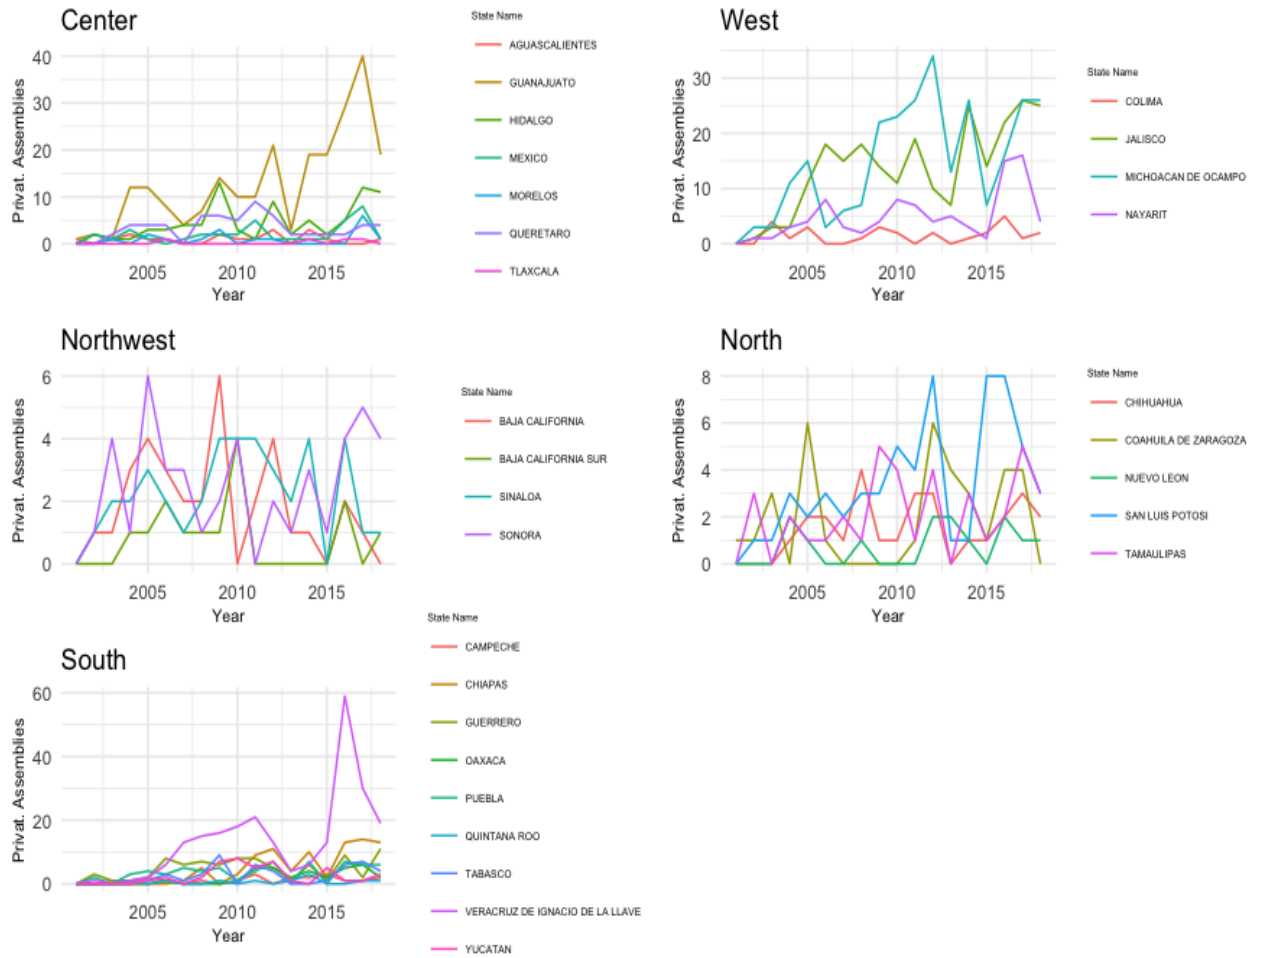 Center
Privat. Assemblies
40
30
20
10
0
2005 2010 2015
Year
State Name
AGUASCALIENTES
GUANAJUATO
HIDALGO
MEXICO
MORELOS
QUERETARO
TLAXCALA
West
Privat. Assemblies
30
20
10
0
2005 2010 2015
Year
State Name
COLIMA
JALISCO
MICHOACAN DE OCAMPO
NAYARIT
Northwest
Privat. Assemblies
6
4
2
0
2005 2010 2015
Year
State Name
BAJA CALIFORNIA
BAJA CALIFORNIA SUR
SINALOA
SONORA
North
Privat. Assemblies
8
6
4
2
0
2005 2010 2015
Year
State Name
CHIHUAHUA
COAHUILA DE ZARAGOZA
NUEVO LEON
SAN LUIS POTOSI
TAMAULIPAS
South
Privat. Assemblies
60
40
20
0
2005 2010 2015
Year
State Name
CAMPECHE
CHIAPAS
GUERRERO
OAXACA
PUEBLA
QUINTANA ROO
TABASCO
VERACRUZ DE IGNACIO DE LA LLAVE
YUCATAN